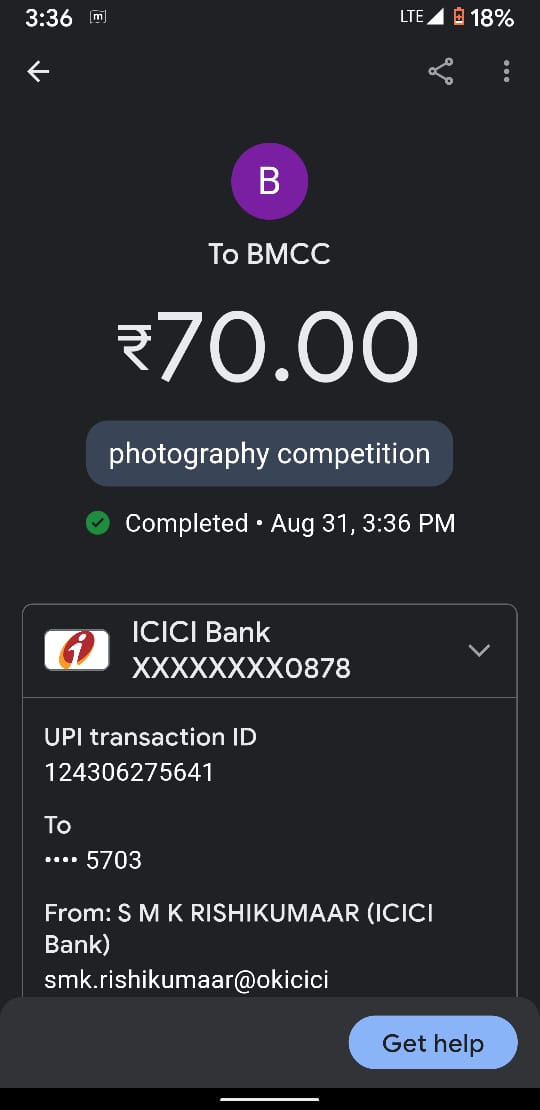 3:36 m LTE 18%
B
To BMCC
₹70.00
photography competition
Completed • Aug 31, 3:36 PM
i ICICI Bank
XXXXXXXX0878
UPI transaction ID
124306275641
To
•••• 5703
From: S M K RISHIKUMAAR (ICICI
Bank)
smk.rishikumaar@okicici
Get help